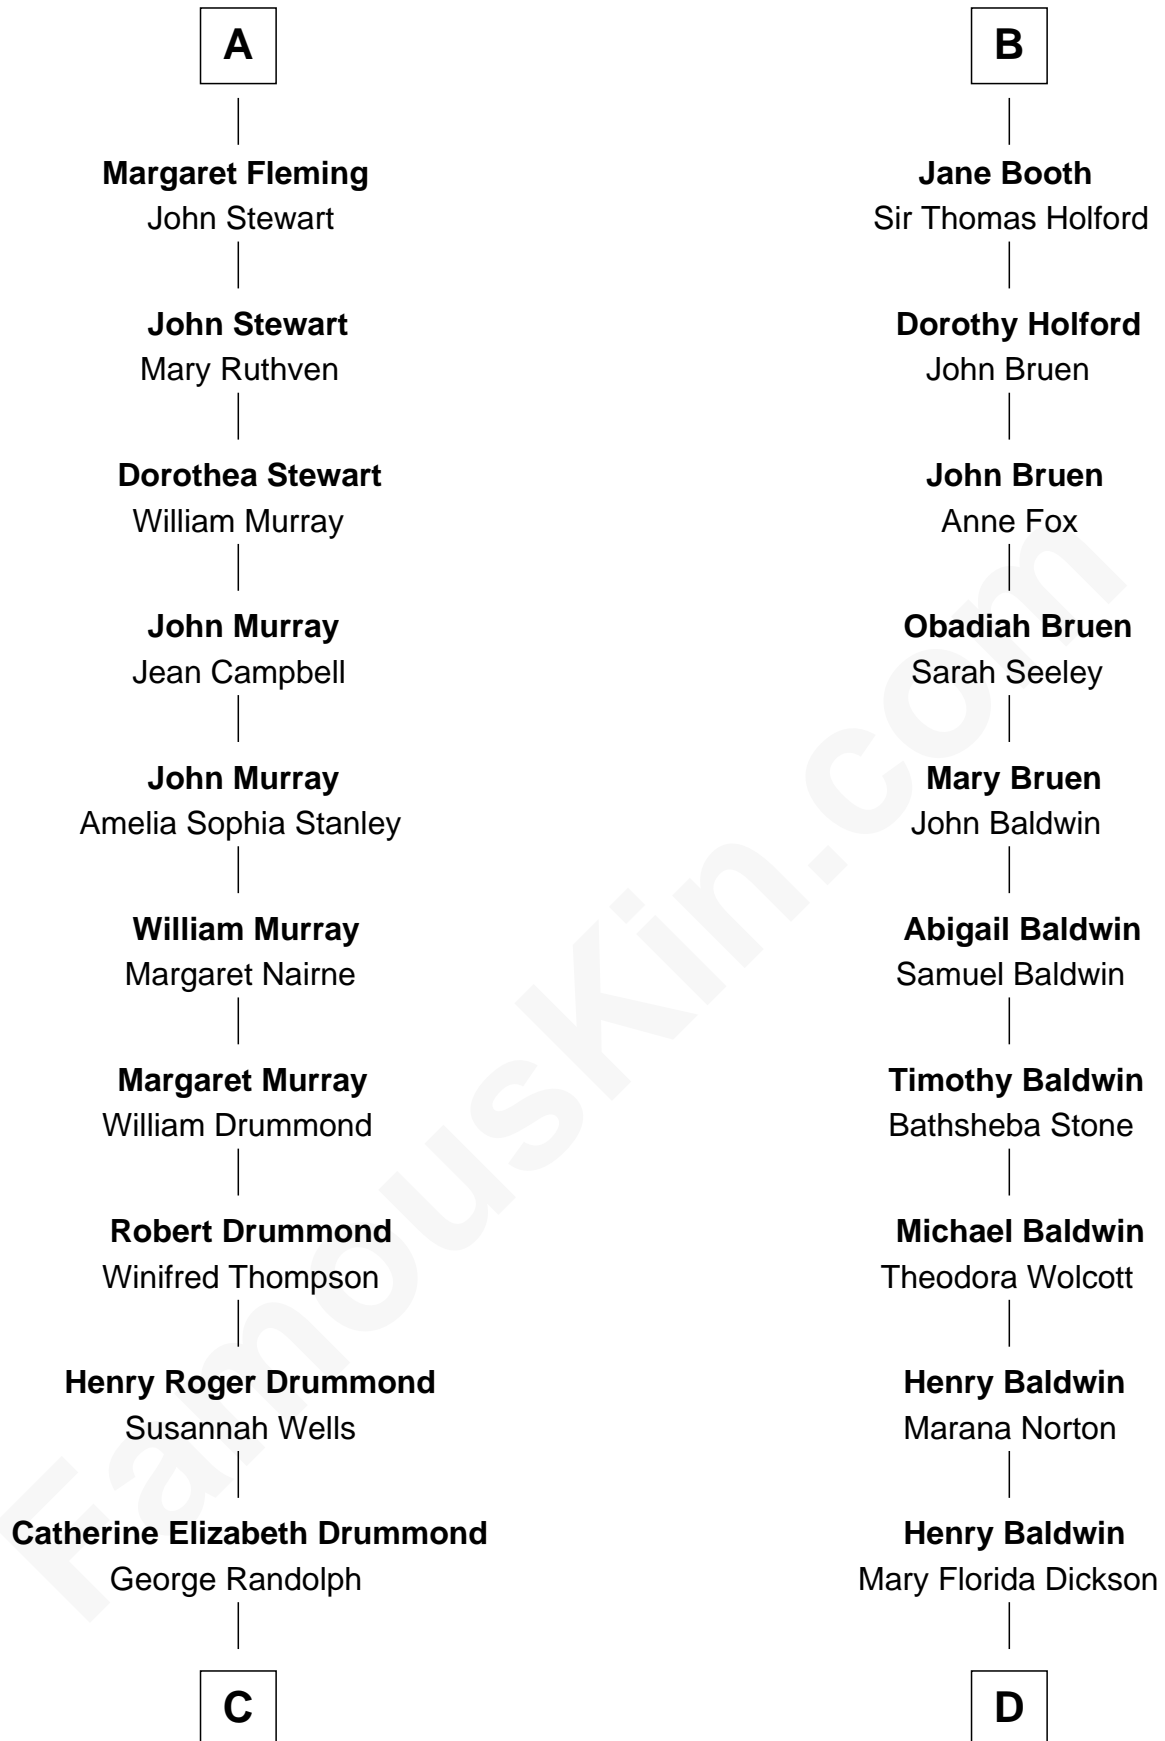 A
Margaret Fleming
John Stewart
John Stewart
Mary Ruthven
Dorothea Stewart
William Murray
John Murray
Jean Campbell
John Murray
Amelia Sophia Stanley
William Murray
Margaret Nairne
Margaret Murray
William Drummond
Robert Drummond
Winifred Thompson
Henry Roger Drummond
Susannah Wells
Catherine Elizabeth Drummond
George Randolph
C
B
Jane Booth
Sir Thomas Holford
Dorothy Holford
John Bruen
John Bruen
Anne Fox
Obadiah Bruen
Sarah Seeley
Mary Bruen
John Baldwin
Abigail Baldwin
Samuel Baldwin
Timothy Baldwin
Bathsheba Stone
Michael Baldwin
Theodora Wolcott
Henry Baldwin
Marana Norton
Henry Baldwin
Mary Florida Dickson
D
FamousKin.com